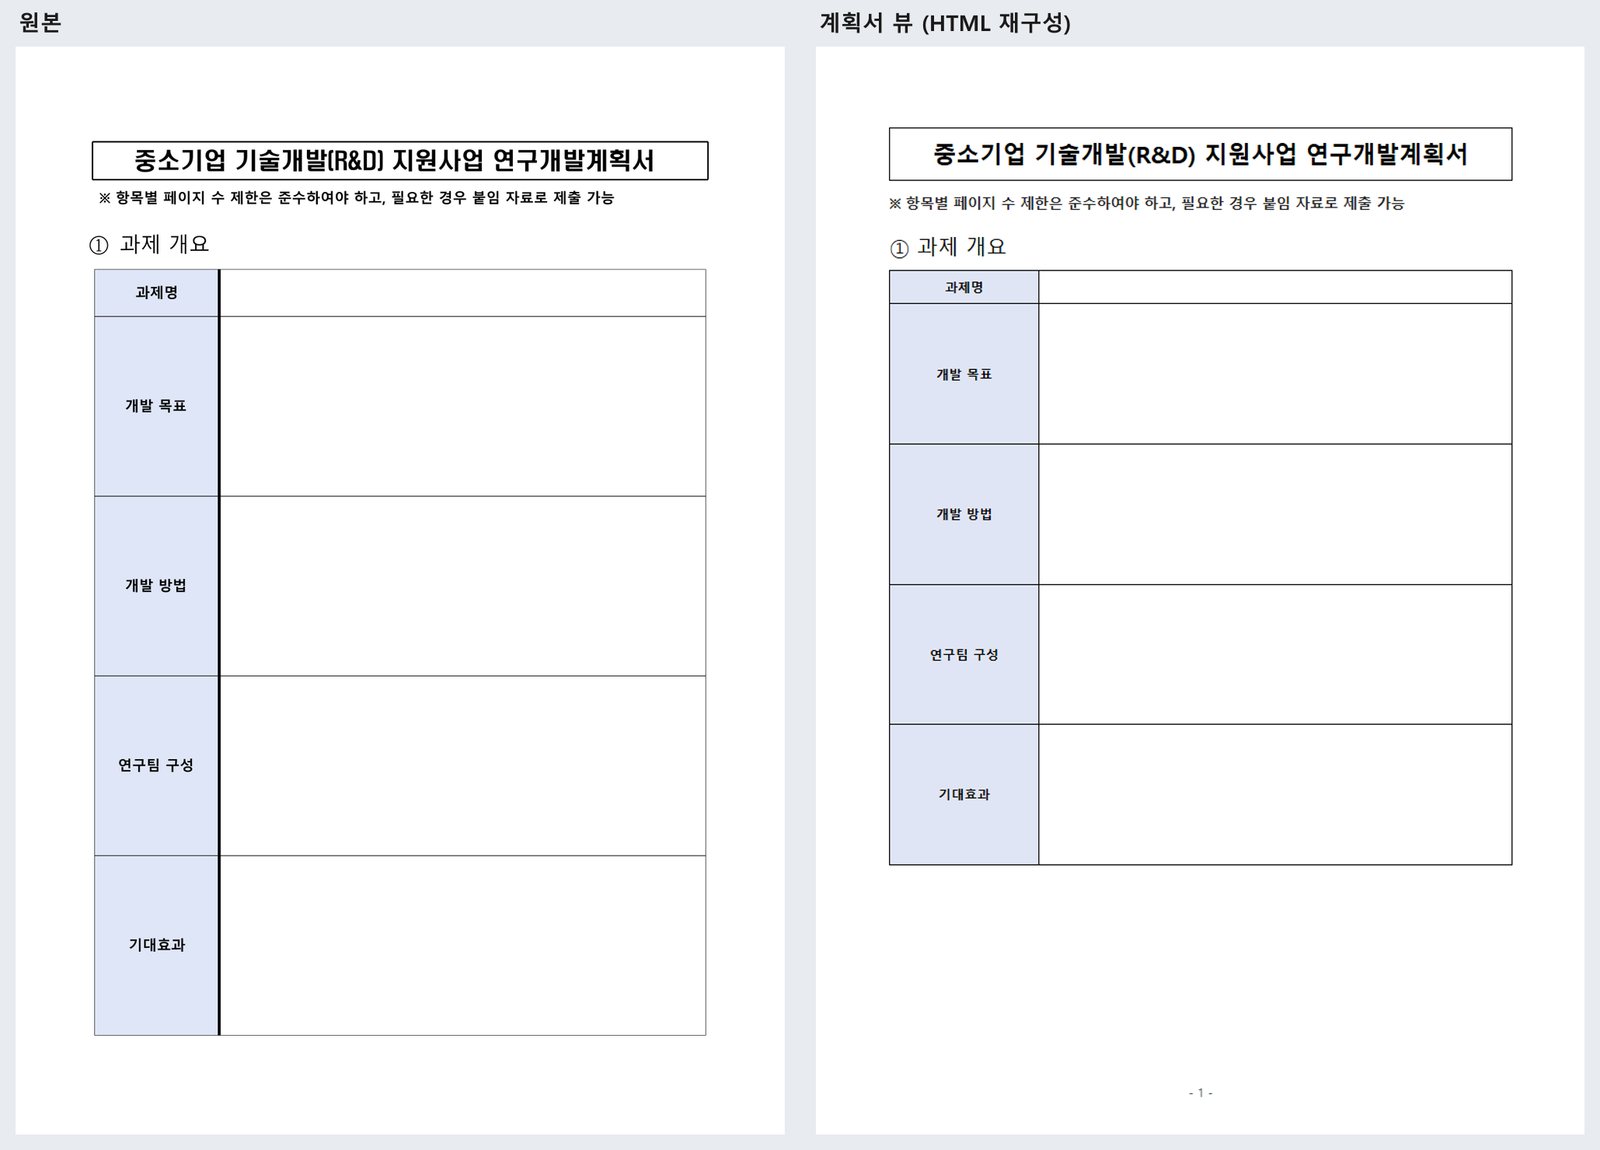 원본
중소기업 기술개발(R&D) 지원사업 연구개발계획서
※ 항목별 페이지 수 제한은 준수하여야 하고, 필요한 경우 붙임 자료로 제출 가능
① 과제 개요
과제명
개발 목표
개발 방법
연구팀 구성
기대효과
계획서 뷰 (HTML 재구성)
중소기업 기술개발(R&D) 지원사업 연구개발계획서
※ 항목별 페이지 수 제한은 준수하여야 하고, 필요한 경우 붙임 자료로 제출 가능
① 과제 개요
과제명
개발 목표
개발 방법
연구팀 구성
기대효과
- 1 -